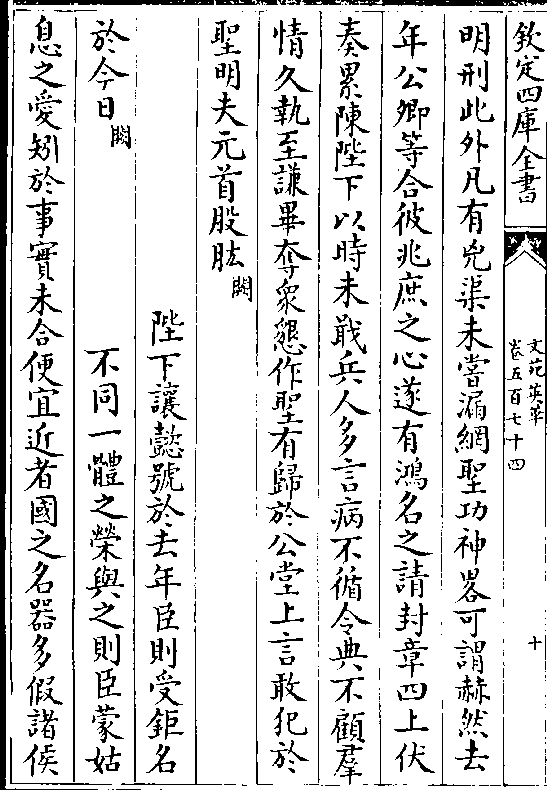 欽定四庫全書
文苑英華
卷五百七十四
十
明刑此外凡有兇渠未嘗漏網聖功神畧可謂赫然去
年公卿等合彼兆庶之心遂有鴻名之請封章四上伏
奏累陳陛下以時未戢兵人多言病不循令典不顧羣
情久執至謙畢奪衆懇作聖有歸於公堂上言敢犯於
聖明夫元首股肱闕
陛下讓懿號於去年臣則受鉅名
於今日闕
不同一體之榮與之則臣蒙姑
息之愛矧於事實未合便宜近者國之名器多假諸侯